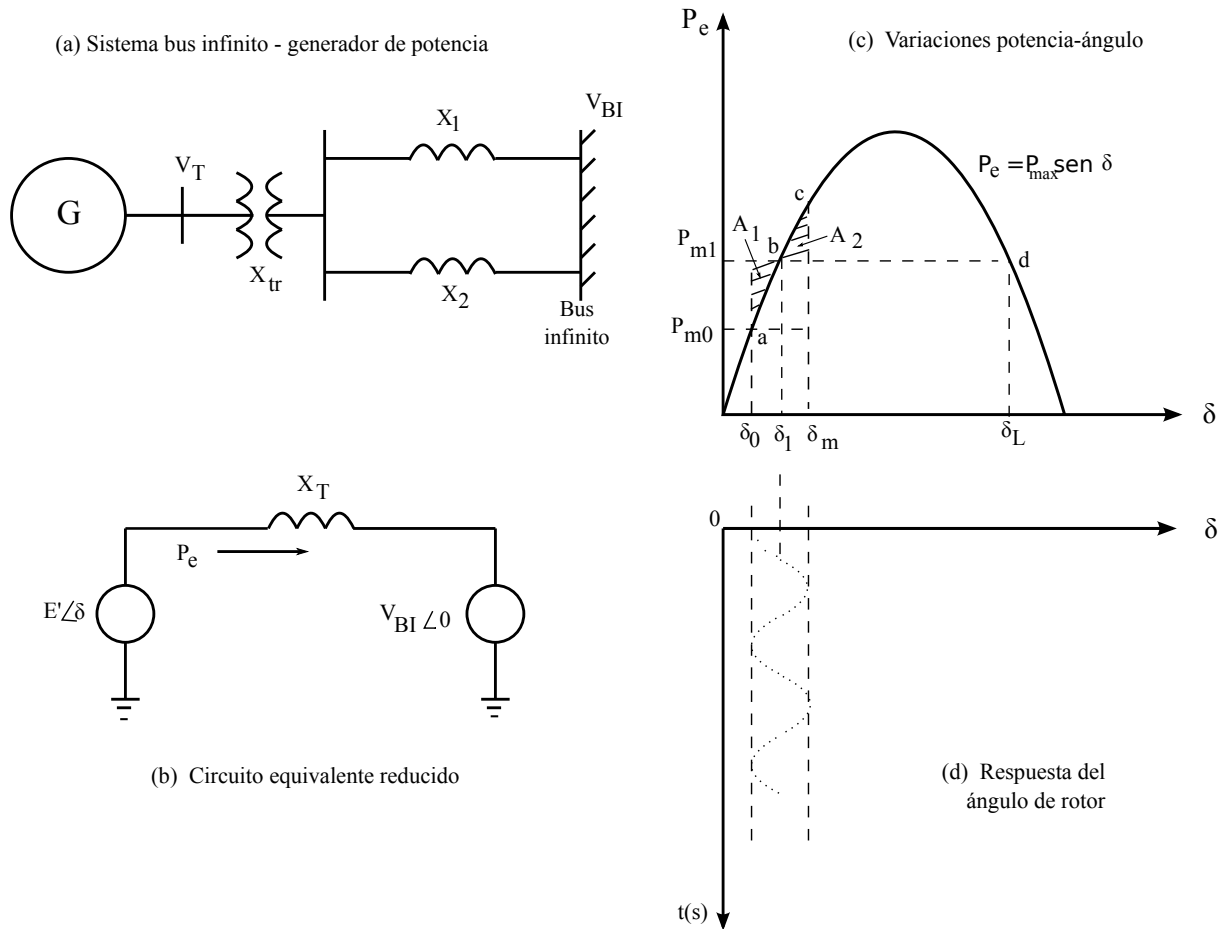 (a) Sistema bus infinito - generador de potencia
G
V_T
X_tr
X_1
X_2
V_BI
Bus
infinito
(b) Circuito equivalente reducido
X_T
P_e
E'∠δ
V_BI ∠0
(c) Variaciones potencia-ángulo
P_e
P_e = P_max sen δ
P_m1
P_m0
A_1
A_2
a
b
c
d
δ_0
δ_1
δ_m
δ_L
δ
(d) Respuesta del
ángulo de rotor
0
δ
t(s)